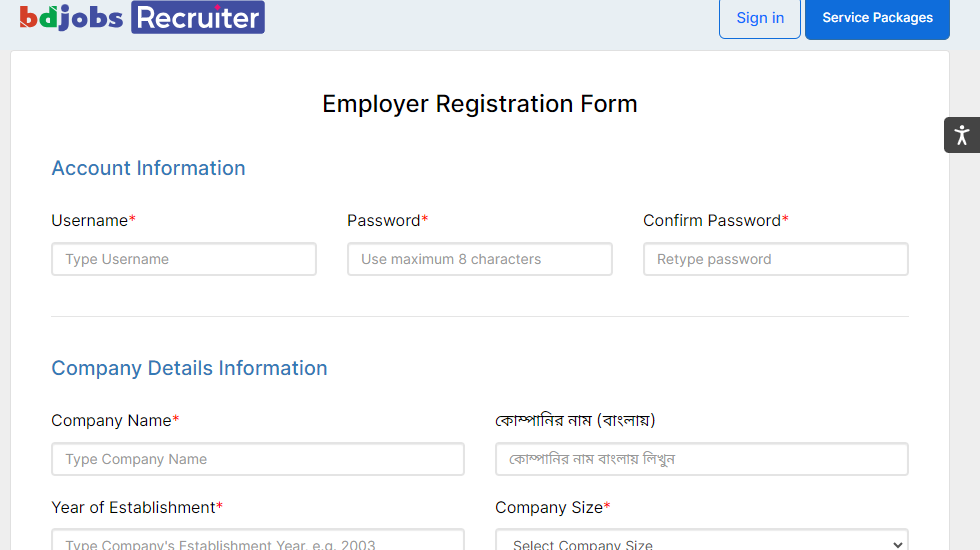 bdjobs Recruiter Sign in Service Packages
Employer Registration Form
Account Information
Username* Password* Confirm Password*
Type Username Use maximum 8 characters Retype password
Company Details Information
Company Name* কোম্পানির নাম (বাংলায়)
Type Company Name কোম্পানির নাম বাংলায় লিখুন
Year of Establishment* Company Size*
Type Company's Establishment Year, e.g. 2003 Select Company Size